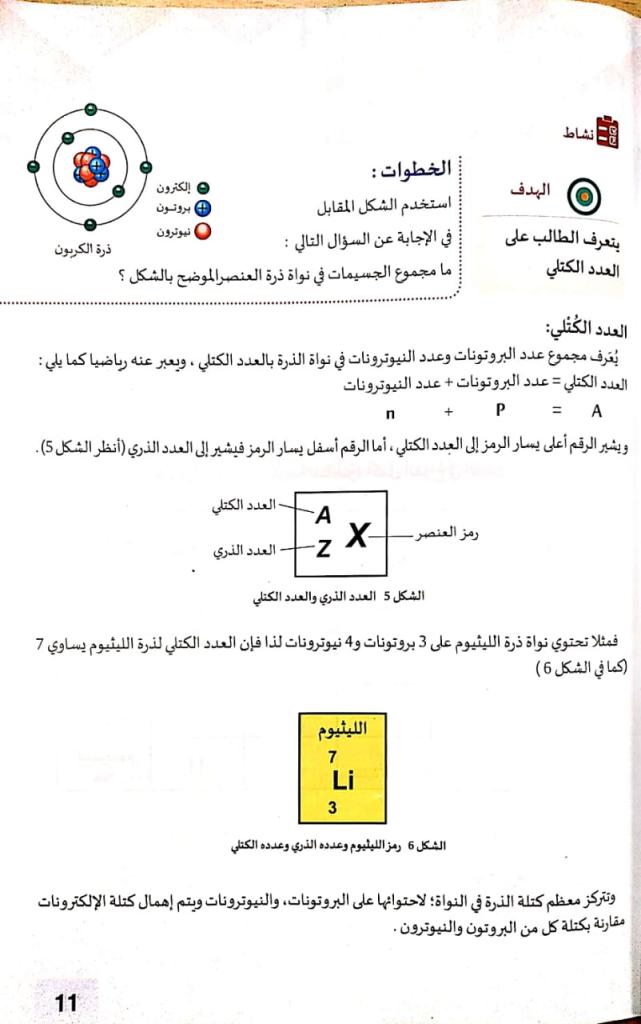 نشاط
الهدف
يتعرف الطالب على
العدد الكتلي
الخطوات :
استخدم الشكل المقابل
في الإجابة عن السؤال التالي :
ما مجموع الجسيمات في نواة ذرة العنصرالموضح بالشكل ؟
إلكترون
بروتون
نيوترون
ذرة الكربون
العدد الكُتْلي:
يُعَرف مجموع عدد البروتونات وعدد النيوترونات في نواة الذرة بالعدد الكتلي ، ويعبر عنه رياضيا كما يلي :
العدد الكتلي = عدد البروتونات + عدد النيوترونات
A = P + n
ويشير الرقم أعلى يسار الرمز إلى العدد الكتلي ، أما الرقم أسفل يسار الرمز فيشير إلى العدد الذري (أنظر الشكل 5).
العدد الكتلي
A
X
رمز العنصر
العدد الذري
Z
الشكل 5 العدد الذري والعدد الكتلي
فمثلا تحتوي نواة ذرة الليثيوم على 3 بروتونات و4 نيوترونات لذا فإن العدد الكتلي لذرة الليثيوم يساوي 7
(كما في الشكل 6 )
الليثيوم
7
Li
3
الشكل 6 رمز الليثيوم وعدده الذري وعدده الكتلي
وتتركز معظم كتلة الذرة في النواة؛ لاحتوائها على البروتونات، والنيوترونات ويتم إهمال كتلة الإلكترونات
مقارنة بكتلة كل من البروتون والنيوترون .
11